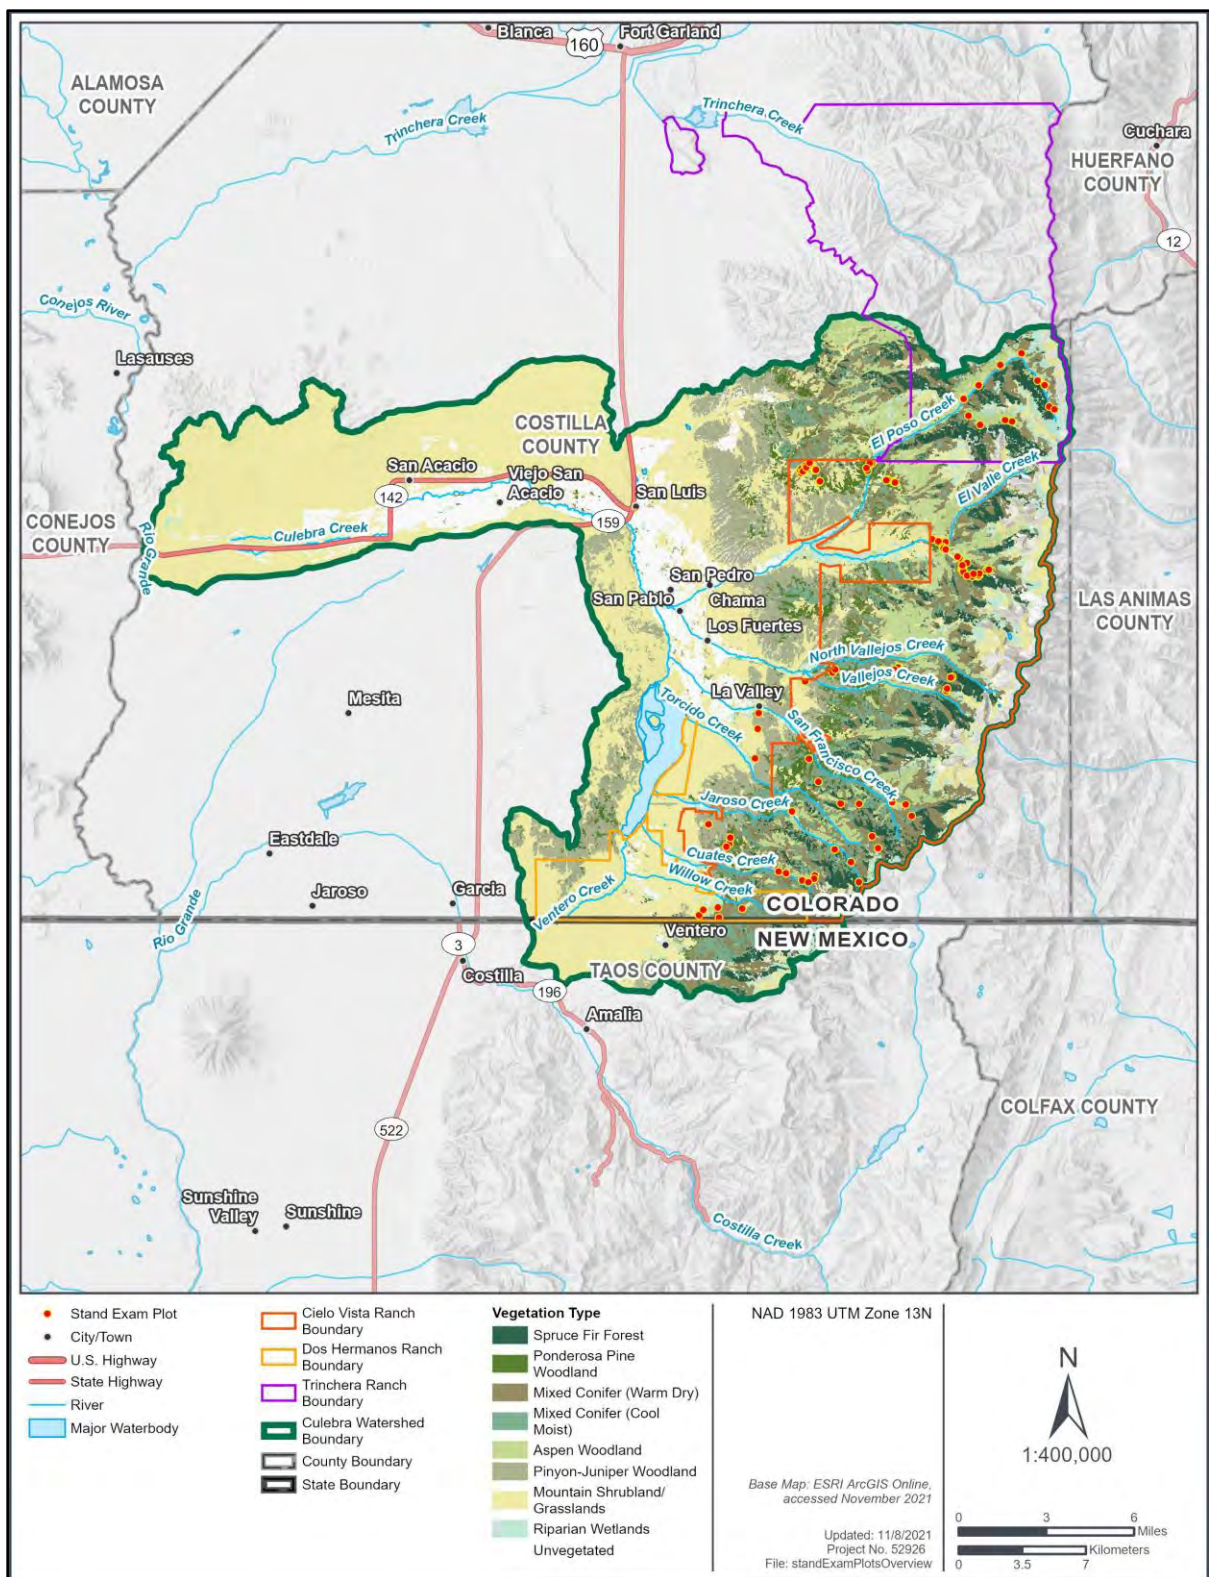 Blanca
Fort Garland
160
ALAMOSA
COUNTY
Trinchera Creek
Trinchera Creek
Cuchara
HUERFANO
COUNTY
12
Conejos River
Lasauses
El Poso Creek
COSTILLA
COUNTY
San Acacio
Viejo San
Acacio
El Valle Creek
142
San Luis
159
CONEJOS
COUNTY
Rio Grande
Culebra Creek
San Pedro
San Pablo
Chama
LAS ANIMAS
COUNTY
Los Fuertes
North Vallejos Creek
Vallejos Creek
La Valley
Torcido Creek
Mesita
San Francisco Creek
Jaroso Creek
Eastdale
Cuates Creek
Willow Creek
Jaroso
Garcia
Ventero Creek
COLORADO
Rio Grande
Ventero
NEW MEXICO
3
Costilla
TAOS COUNTY
196
Amalia
COLFAX COUNTY
522
Sunshine
Valley
Sunshine
Costilla Creek
Stand Exam Plot
City/Town
U.S. Highway
State Highway
River
Major Waterbody
Cielo Vista Ranch
Boundary
Dos Hermanos Ranch
Boundary
Trinchera Ranch
Boundary
Culebra Watershed
Boundary
County Boundary
State Boundary
Vegetation Type
Spruce Fir Forest
Ponderosa Pine
Woodland
Mixed Conifer (Warm Dry)
Mixed Conifer (Cool
Moist)
Aspen Woodland
Pinyon-Juniper Woodland
Mountain Shrubland/
Grasslands
Riparian Wetlands
Unvegetated
NAD 1983 UTM Zone 13N
Base Map: ESRI ArcGIS Online,
accessed November 2021
Updated: 11/8/2021
Project No. 52926
File: standExamPlotsOverview
N
1:400,000
0 3 6
Miles
Kilometers
0 3.5 7